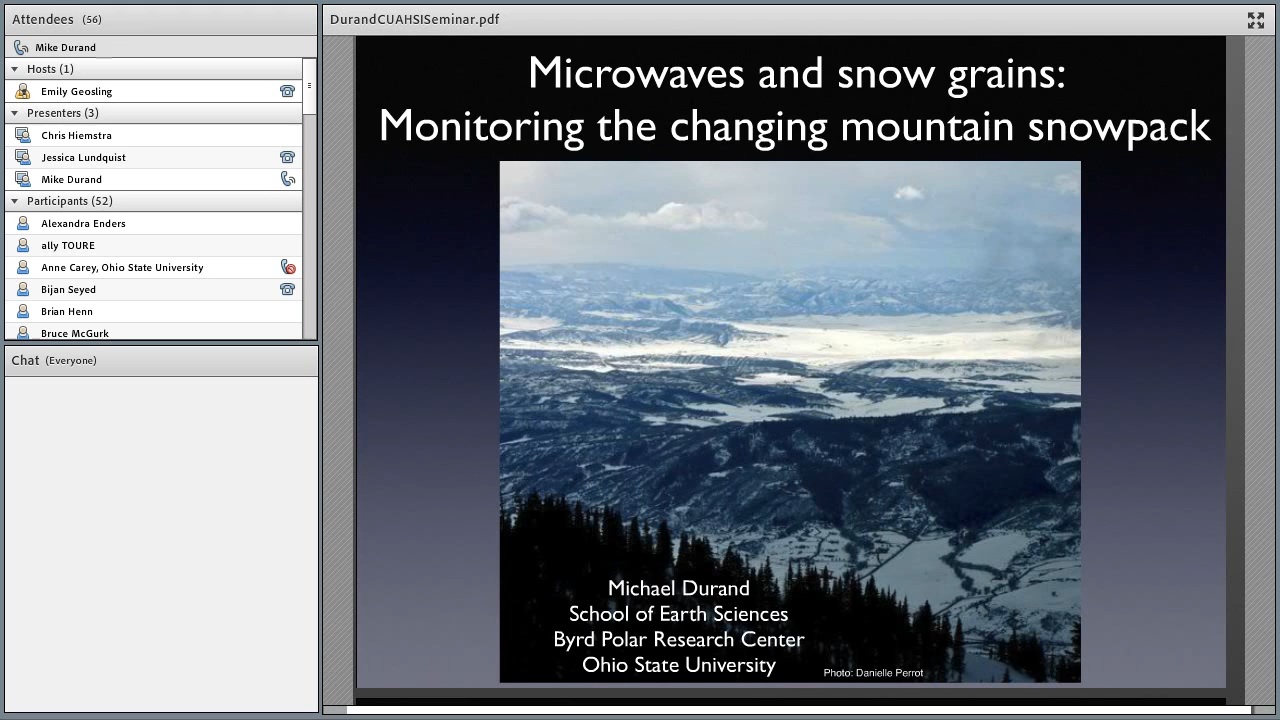 Attendees (56)
Mike Durand
Hosts (1)
Emily Geosling
Presenters (3)
Chris Hiemstra
Jessica Lundquist
Mike Durand
Participants (52)
Alexandra Enders
ally TOURE
Anne Carey, Ohio State University
Bijan Seyed
Brian Henn
Bruce McGurk
Chat (Everyone)
DurandCUAHSISeminar.pdf
Microwaves and snow grains:
Monitoring the changing mountain snowpack
Michael Durand
School of Earth Sciences
Byrd Polar Research Center
Ohio State University
Photo: Danielle Perrot